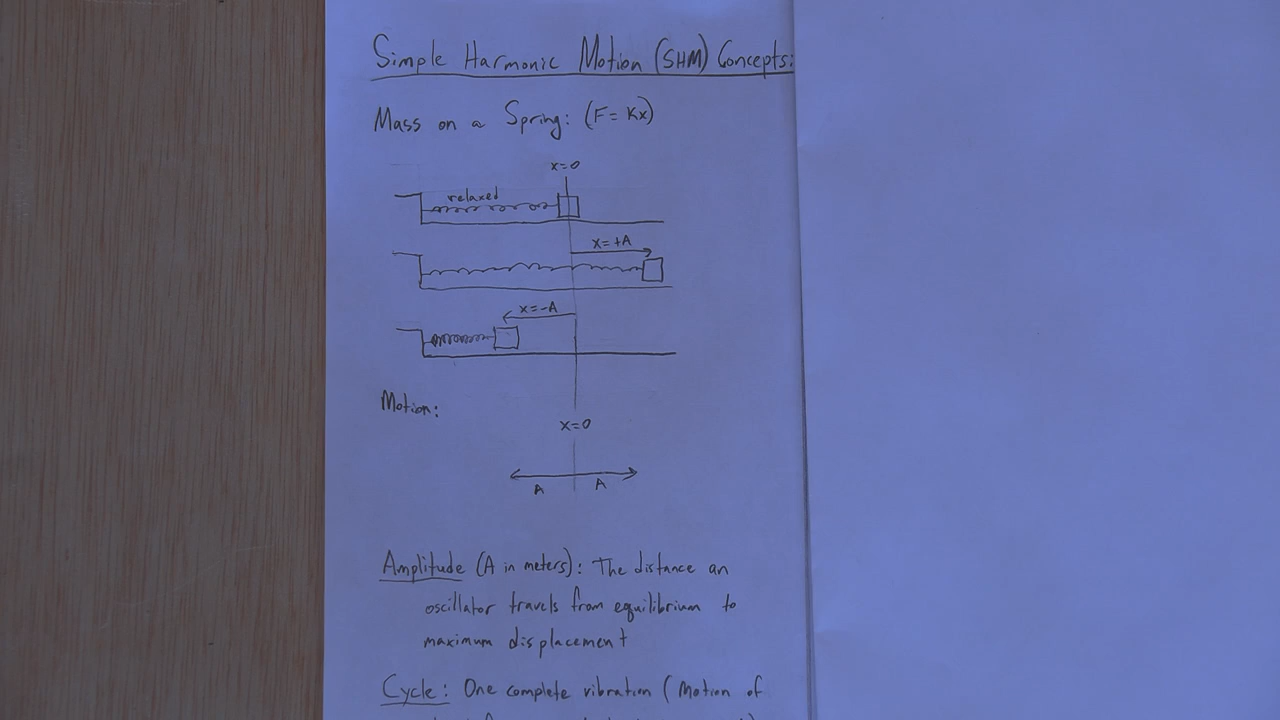 Simple Harmonic Motion (SHM) Concepts:
Mass on a Spring: (F = Kx)
x=0
relaxed
x=+A
x=-A
Motion:
x=0
A A
Amplitude (A in meters): The distance an
oscillator travels from equilibrium to
maximum displacement
Cycle: One complete vibration (Motion of